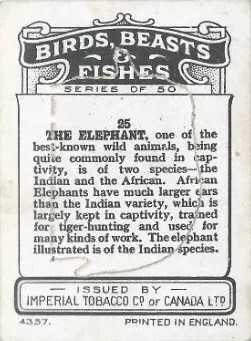 BIRDS, BEASTS
& FISHES
SERIES OF 50
25
THE ELEPHANT, one of the
best-known wild animals, being
quite commonly found in cap-
tivity, is of two species—the
Indian and the African. African
Elephants have much larger ears
than the Indian variety, which is
largely kept in captivity, trained
for tiger-hunting and used for
many kinds of work. The elephant
illustrated is of the Indian species.
ISSUED BY
IMPERIAL TOBACCO Co. OF CANADA LTD
4357. PRINTED IN ENGLAND.